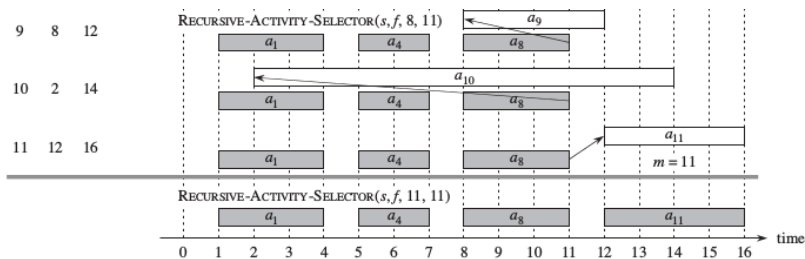 RECURSIVE-ACTIVITY-SELECTOR(s, f, 8, 11)
a9
9 8 12
a1 a4 a8
10 2 14
a10
a1 a4 a8
11 12 16
a11
a1 a4 a8 m = 11
RECURSIVE-ACTIVITY-SELECTOR(s, f, 11, 11)
a1 a4 a8 a11
time
0 1 2 3 4 5 6 7 8 9 10 11 12 13 14 15 16